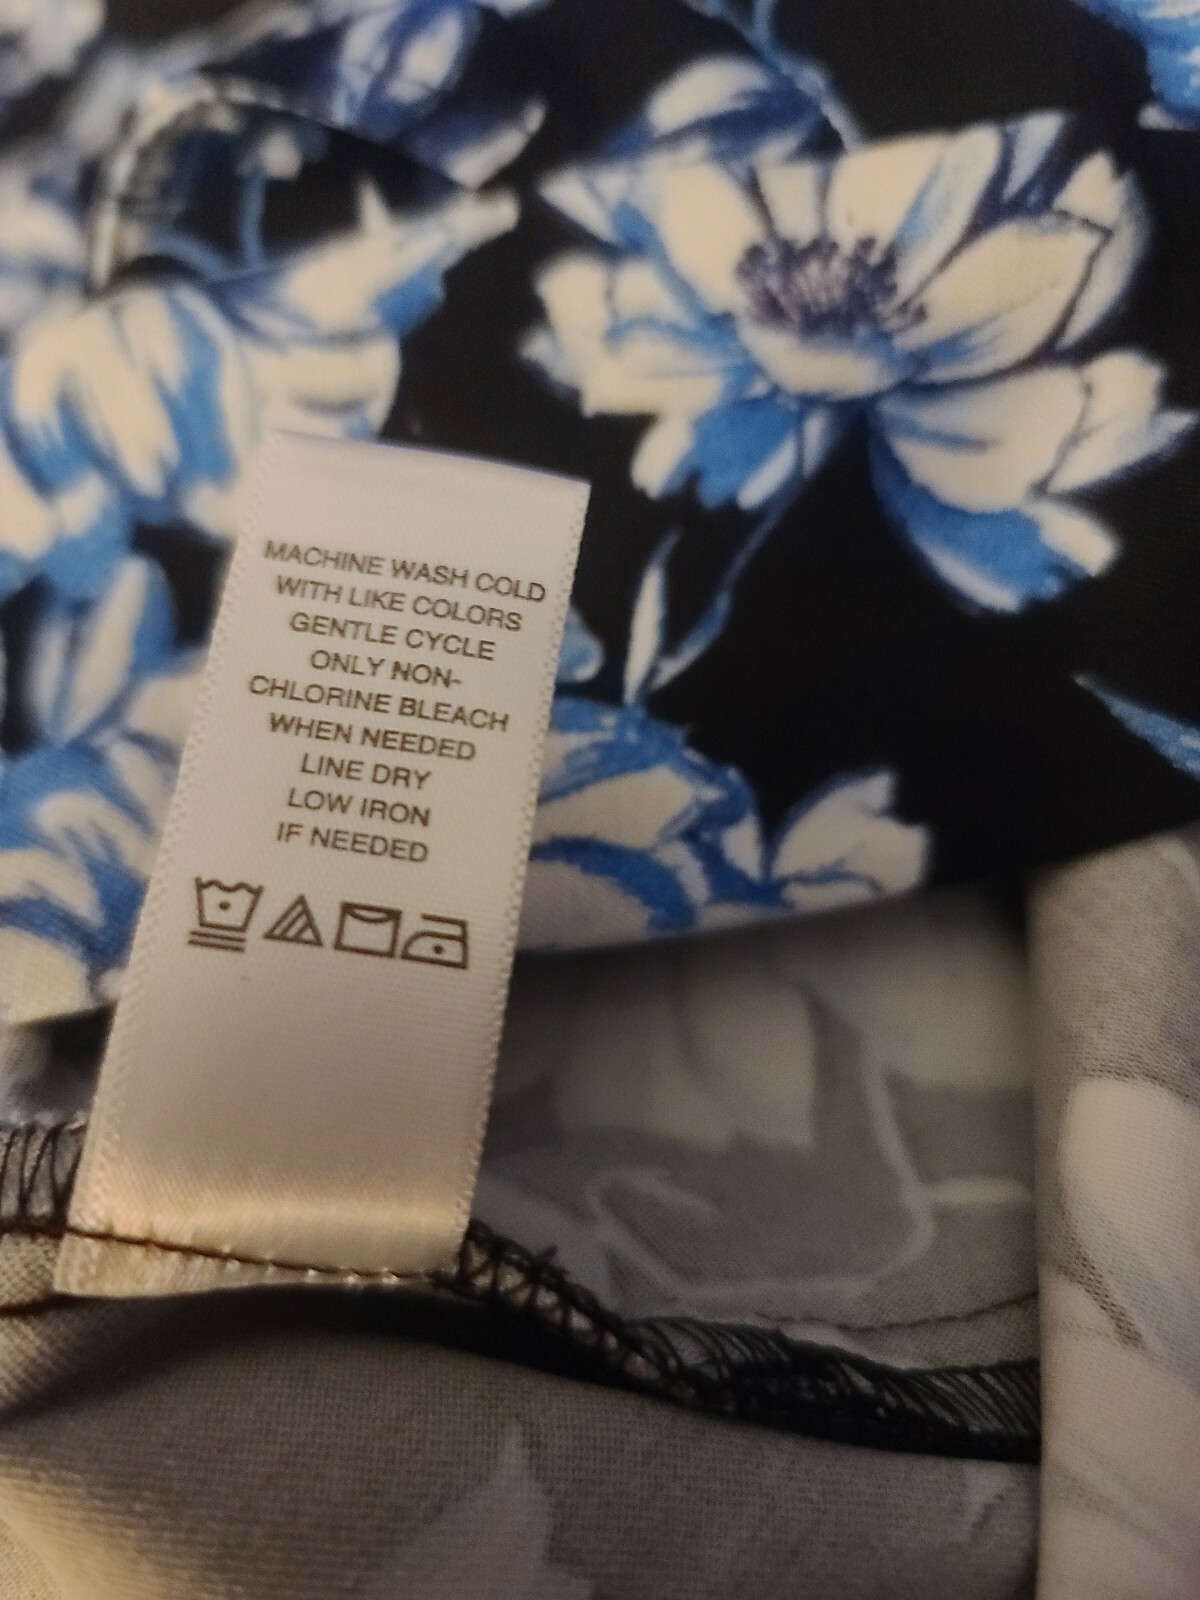 MACHINE WASH COLD
WITH LIKE COLORS
GENTLE CYCLE
ONLY NON-
CHLORINE BLEACH
WHEN NEEDED
LINE DRY
LOW IRON
IF NEEDED